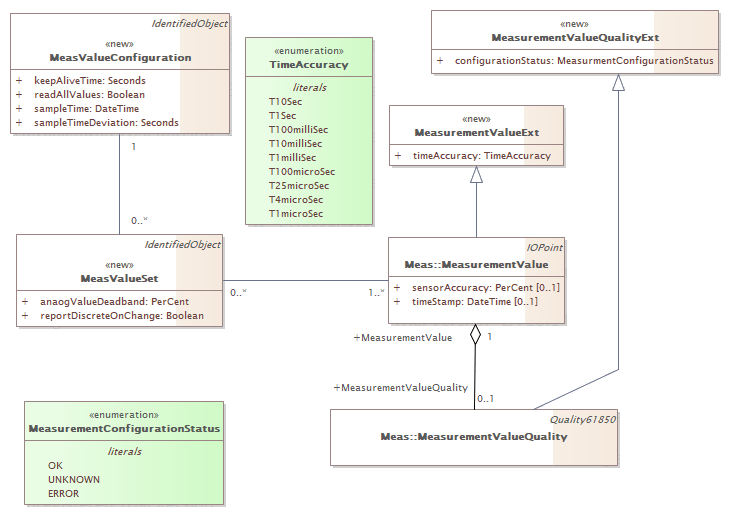 IdentifiedObject
«new»
MeasValueConfiguration
+ keepAliveTime: Seconds
+ readAllValues: Boolean
+ sampleTime: DateTime
+ sampleTimeDeviation: Seconds
«enumeration»
TimeAccuracy
literals
T10Sec
T1Sec
T100milliSec
T10milliSec
T1milliSec
T100microSec
T25microSec
T4microSec
T1microSec
«new»
MeasurementValueQualityExt
+ configurationStatus: MeasurmentConfigurationStatus
«new»
MeasurementValueExt
+ timeAccuracy: TimeAccuracy
1
0..*
IdentifiedObject
«new»
MeasValueSet
+ anaogValueDeadband: PerCent
+ reportDiscreteOnChange: Boolean
0..*
1..*
IOPoint
Meas::MeasurementValue
+ sensorAccuracy: PerCent [0..1]
+ timeStamp: DateTime [0..1]
+MeasurementValue
1
+MeasurementValueQuality
0..1
Quality61850
Meas::MeasurementValueQuality
«enumeration»
MeasurementConfigurationStatus
literals
OK
UNKNOWN
ERROR